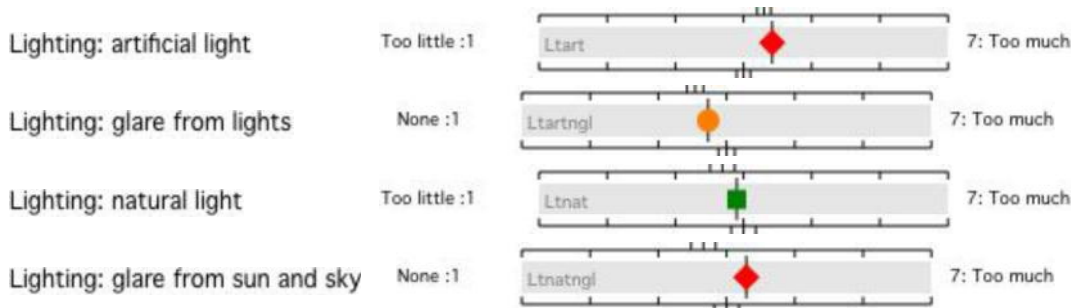 Lighting: artificial light Too little :1 Ltart 7: Too much
Lighting: glare from lights None :1 Ltartngl 7: Too much
Lighting: natural light Too little :1 Ltnat 7: Too much
Lighting: glare from sun and sky None :1 Ltnatngl 7: Too much